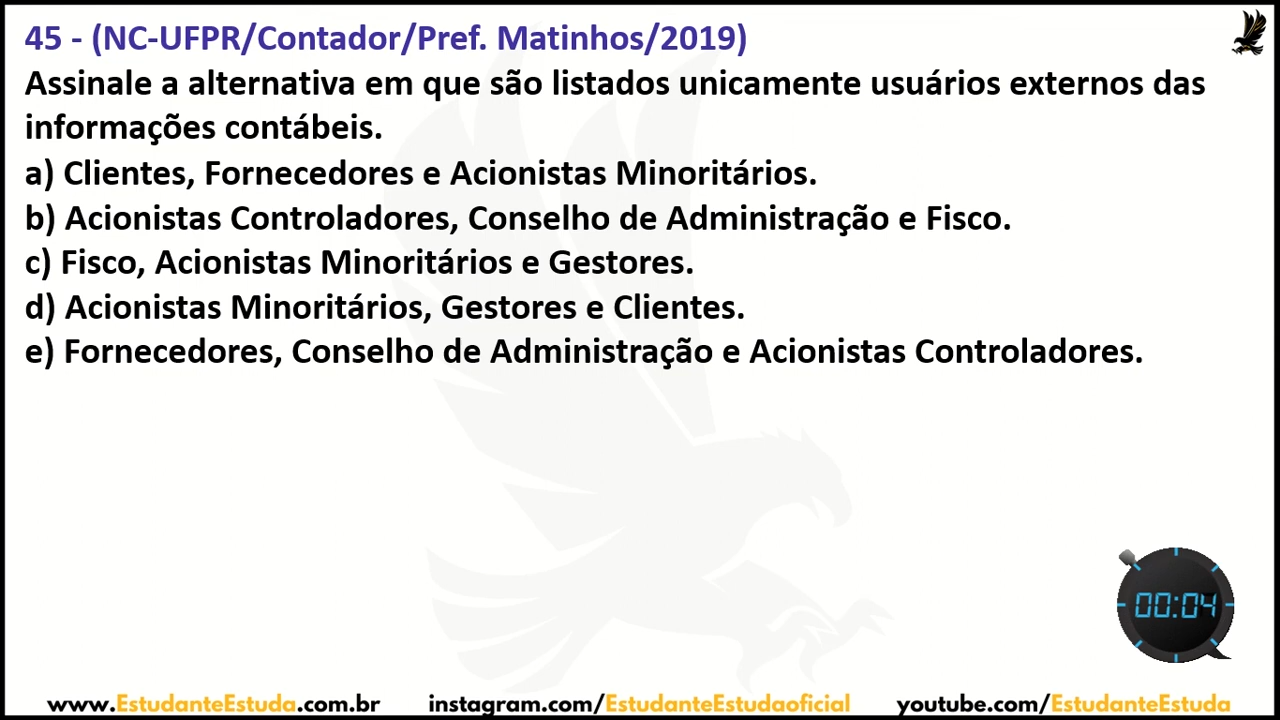 45 - (NC-UFPR/Contador/Pref. Matinhos/2019)
Assinale a alternativa em que são listados unicamente usuários externos das
informações contábeis.
a) Clientes, Fornecedores e Acionistas Minoritários.
b) Acionistas Controladores, Conselho de Administração e Fisco.
c) Fisco, Acionistas Minoritários e Gestores.
d) Acionistas Minoritários, Gestores e Clientes.
e) Fornecedores, Conselho de Administração e Acionistas Controladores.
00:04
www.EstudanteEstuda.com.br instagram.com/EstudanteEstudaoficial youtube.com/EstudanteEstuda